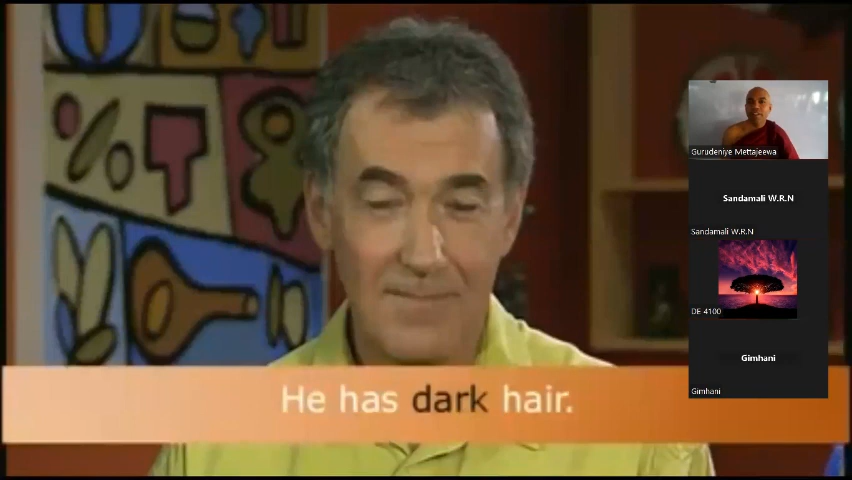 He has dark hair.
Gurudeniye Mettajeewa
Sandamali W.R.N
Sandamali W.R.N
DE 4100
Gimhani
Gimhani